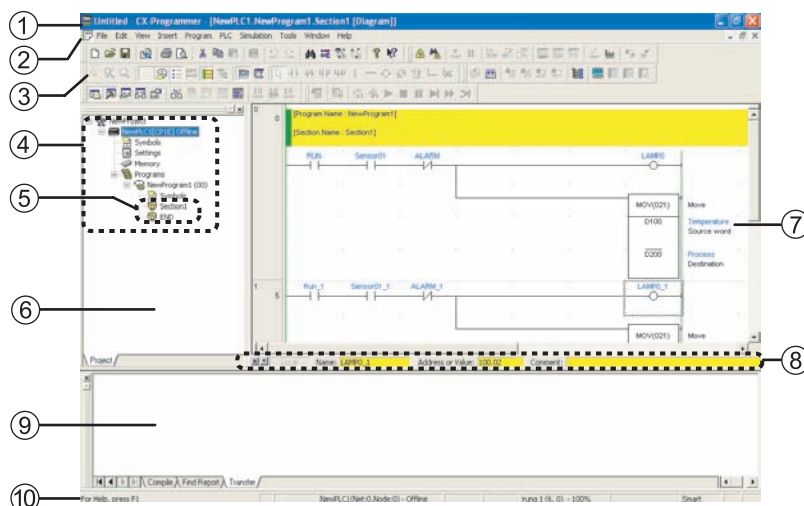 ① Untitled - CX-Programmer - [NewPLC1.NewProgram1.Section1 [Diagram]]
② File Edit View Insert Program PLC Simulation Tools Window Help
③
④ NewProject
NewPLC1[CP1E] Offline
Symbols
Settings
Memory
Programs
NewProgram1 (00)
Symbols
⑤ Section1
END
⑥
Project
0
0
[Program Name : NewProgram1]
[Section Name : Section1]
RUN Sensor01 ALARM LAMP0
MOV(021) Move
D100 Temperature ⑦
Source word
D200 Process
Destination
1
5
Run_1 Sensor01_1 ALARM_1 LAMP0_1
MOV(021) Move
Name: LAMP0_1 Address or Value: 100.02 Comment: ⑧
⑨
Compile Find Report Transfer
⑩ For Help, press F1 NewPLC1(Net:0,Node:0) - Offline rung 1 (6, 0) - 100% Smart